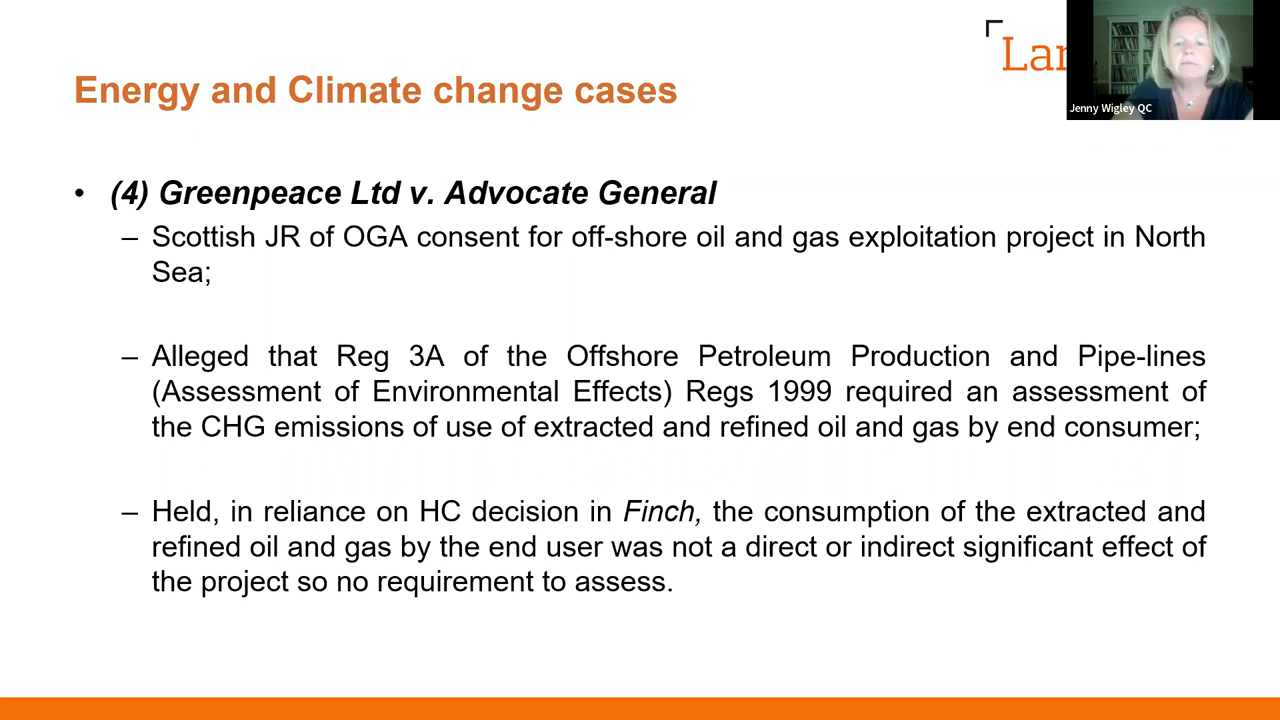 Energy and Climate change cases
Jenny Wigley QC
• (4) Greenpeace Ltd v. Advocate General
– Scottish JR of OGA consent for off-shore oil and gas exploitation project in North
Sea;
– Alleged that Reg 3A of the Offshore Petroleum Production and Pipe-lines
(Assessment of Environmental Effects) Regs 1999 required an assessment of
the CHG emissions of use of extracted and refined oil and gas by end consumer;
– Held, in reliance on HC decision in Finch, the consumption of the extracted and
refined oil and gas by the end user was not a direct or indirect significant effect of
the project so no requirement to assess.